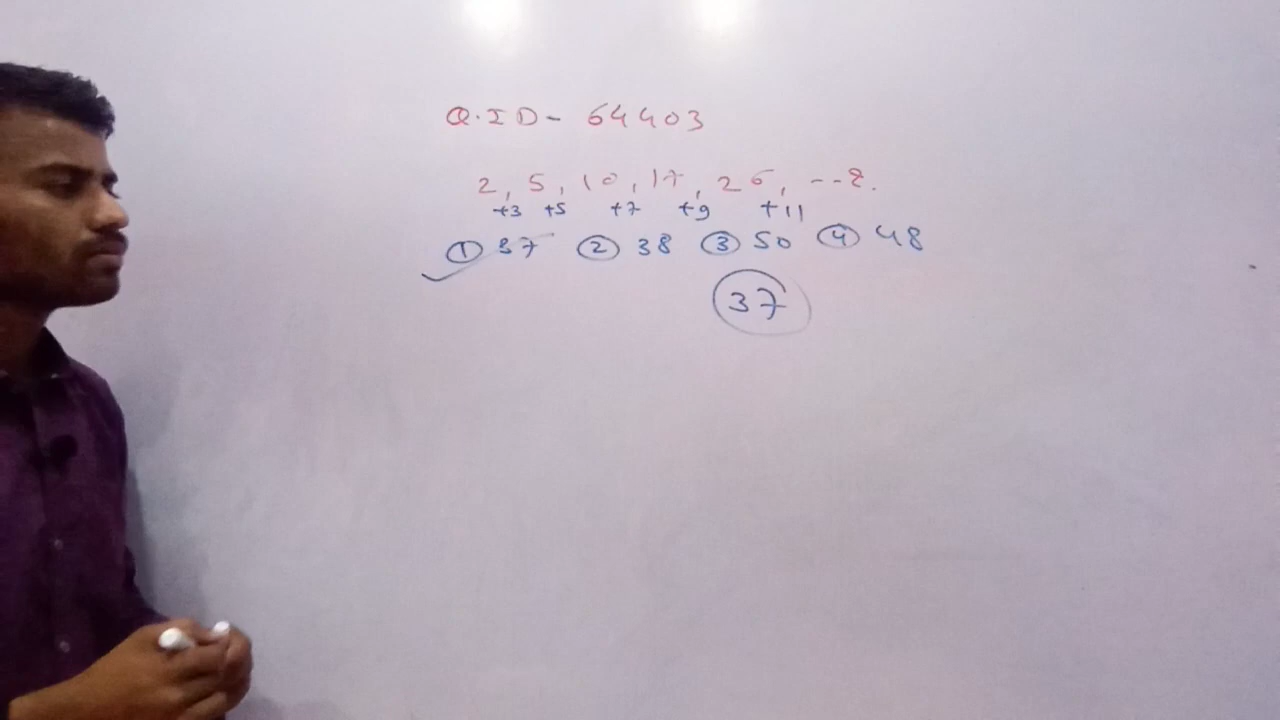 Q.ID- 64403
2, 5, 10, 17, 26, --?.
+3 +5 +7 +9 +11
① 37 ② 38 ③ 50 ④ 48
37